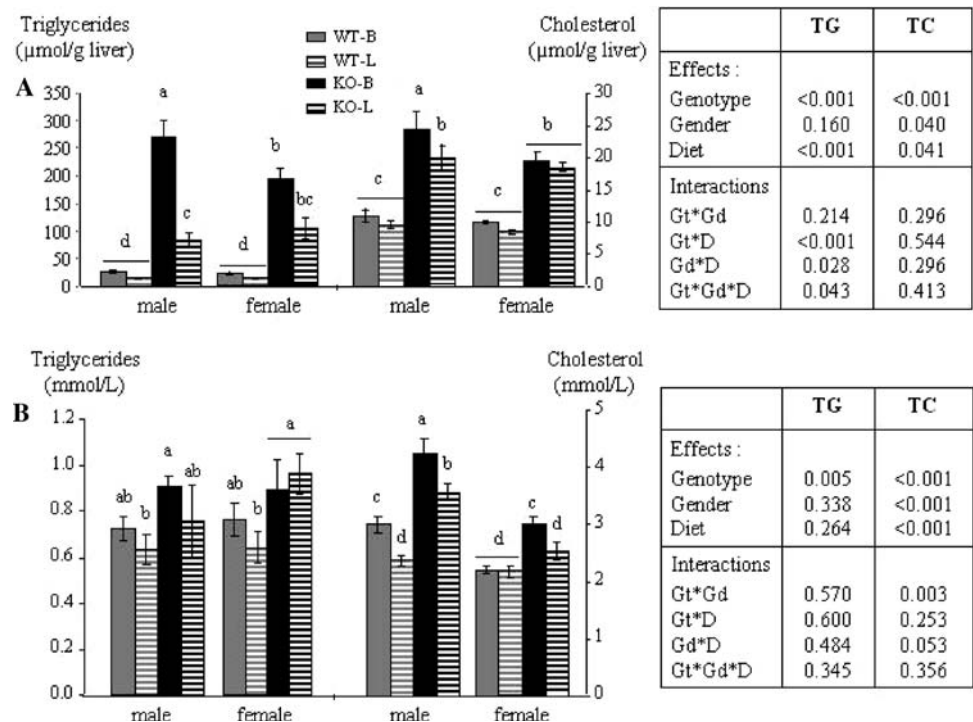 Triglycerides
(µmol/g liver)
WT-B
WT-L
KO-B
KO-L
Cholesterol
(µmol/g liver)
A
350
300
250
200
150
100
50
0
d
a
c
d
b
bc
c
a
b
c
b
30
25
20
15
10
5
0
male female male female
TG TC
Effects :
Genotype <0.001 <0.001
Gender 0.160 0.040
Diet <0.001 0.041
Interactions
Gt*Gd 0.214 0.296
Gt*D <0.001 0.544
Gd*D 0.028 0.296
Gt*Gd*D 0.043 0.413
Triglycerides
(mmol/L)
Cholesterol
(mmol/L)
B
1.2
1.0
0.8
0.6
0.4
0.2
0.0
ab
b
a
ab
ab
b
a
c
d
a
b
d
c
d
5
4
3
2
1
0
male female male female
TG TC
Effects :
Genotype 0.005 <0.001
Gender 0.338 <0.001
Diet 0.264 <0.001
Interactions
Gt*Gd 0.570 0.003
Gt*D 0.600 0.253
Gd*D 0.484 0.053
Gt*Gd*D 0.345 0.356